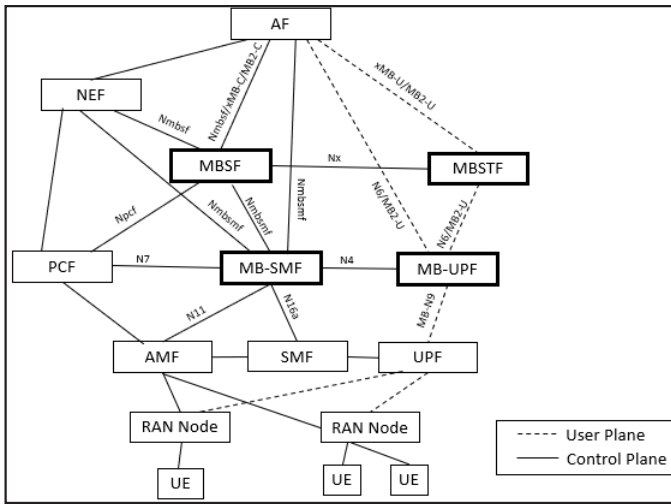 AF
Nmbsf/xMB-C/MB2-C
xMB-U/MB2-U
NEF
Nmbsf
MBSF
Nx
MBSTF
Npcf
Nmbsmf
Nmbsmf
Nmbsmf
N6/MB2-U
N6/MB2-U
PCF
N7
MB-SMF
N4
MB-UPF
N11
N16a
MB-N9
AMF
SMF
UPF
RAN Node
RAN Node
User Plane
Control Plane
UE
UE
UE